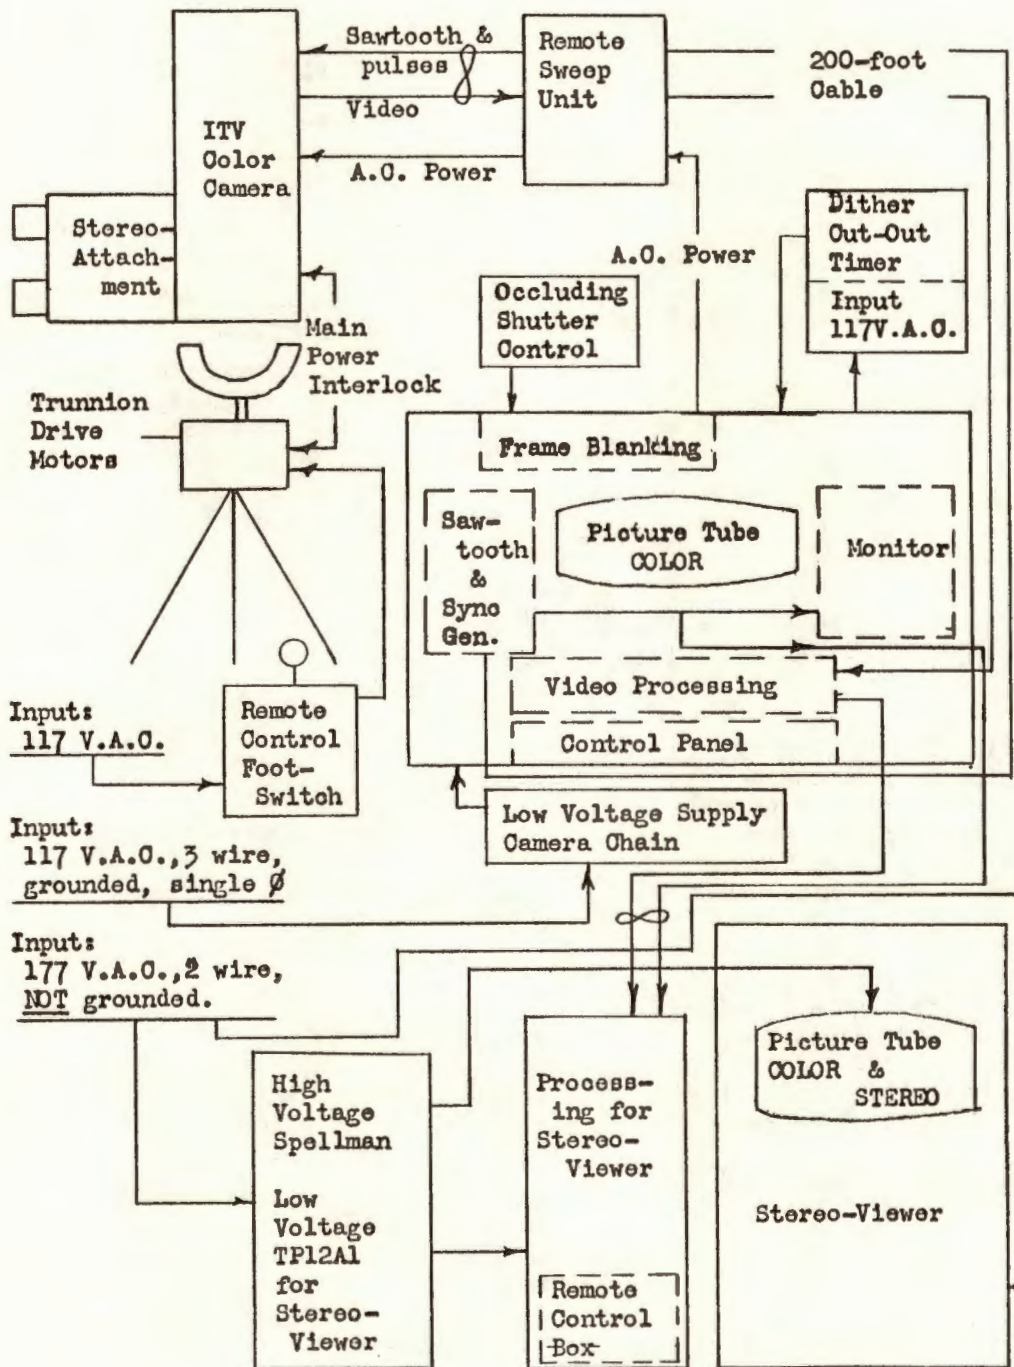 Sawtooth &
pulses
Video
A.C. Power
Remote
Sweep
Unit
200-foot
Cable
ITV
Color
Camera
Stereo-
Attach-
ment
Main
Power
Interlock
A.C. Power
Dither
Out-Out
Timer
Input
117V.A.C.
Occluding
Shutter
Control
Trunnion
Drive
Motors
Frame Blanking
Saw-
tooth
&
Sync
Gen.
Picture Tube
COLOR
Monitor
Video Processing
Control Panel
Inputs:
117 V.A.C.
Remote
Control
Foot-
Switch
Low Voltage Supply
Camera Chain
Inputs:
117 V.A.C.,3 wire,
grounded, single Ø
Inputs:
177 V.A.C.,2 wire,
NOT grounded.
High
Voltage
Spellman
Low
Voltage
TP12A1
for
Stereo-
Viewer
Process-
ing for
Stereo-
Viewer
Remote
Control
Box
Picture Tube
COLOR &
STEREO
Stereo-Viewer